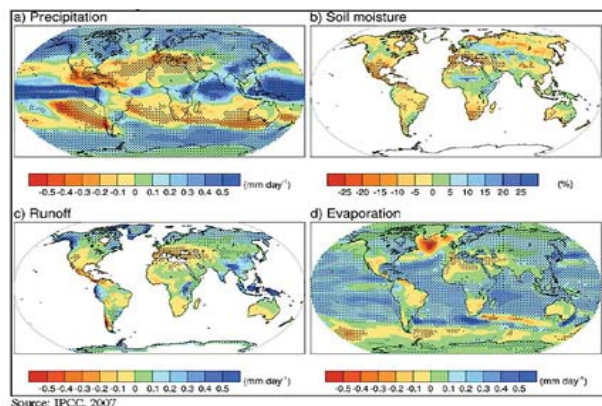 a) Precipitation
b) Soil moisture
-0.5 -0.4 -0.3 -0.2 -0.1 0 0.1 0.2 0.3 0.4 0.5 (mm day⁻¹)
-25 -20 -15 -10 -5 0 5 10 15 20 25 (%)
c) Runoff
d) Evaporation
-0.5 -0.4 -0.3 -0.2 -0.1 0 0.1 0.2 0.3 0.4 0.5 (mm day⁻¹)
-0.5 -0.4 -0.3 -0.2 -0.1 0 0.1 0.2 0.3 0.4 0.5 (mm day⁻¹)
Source: IPCC, 2007